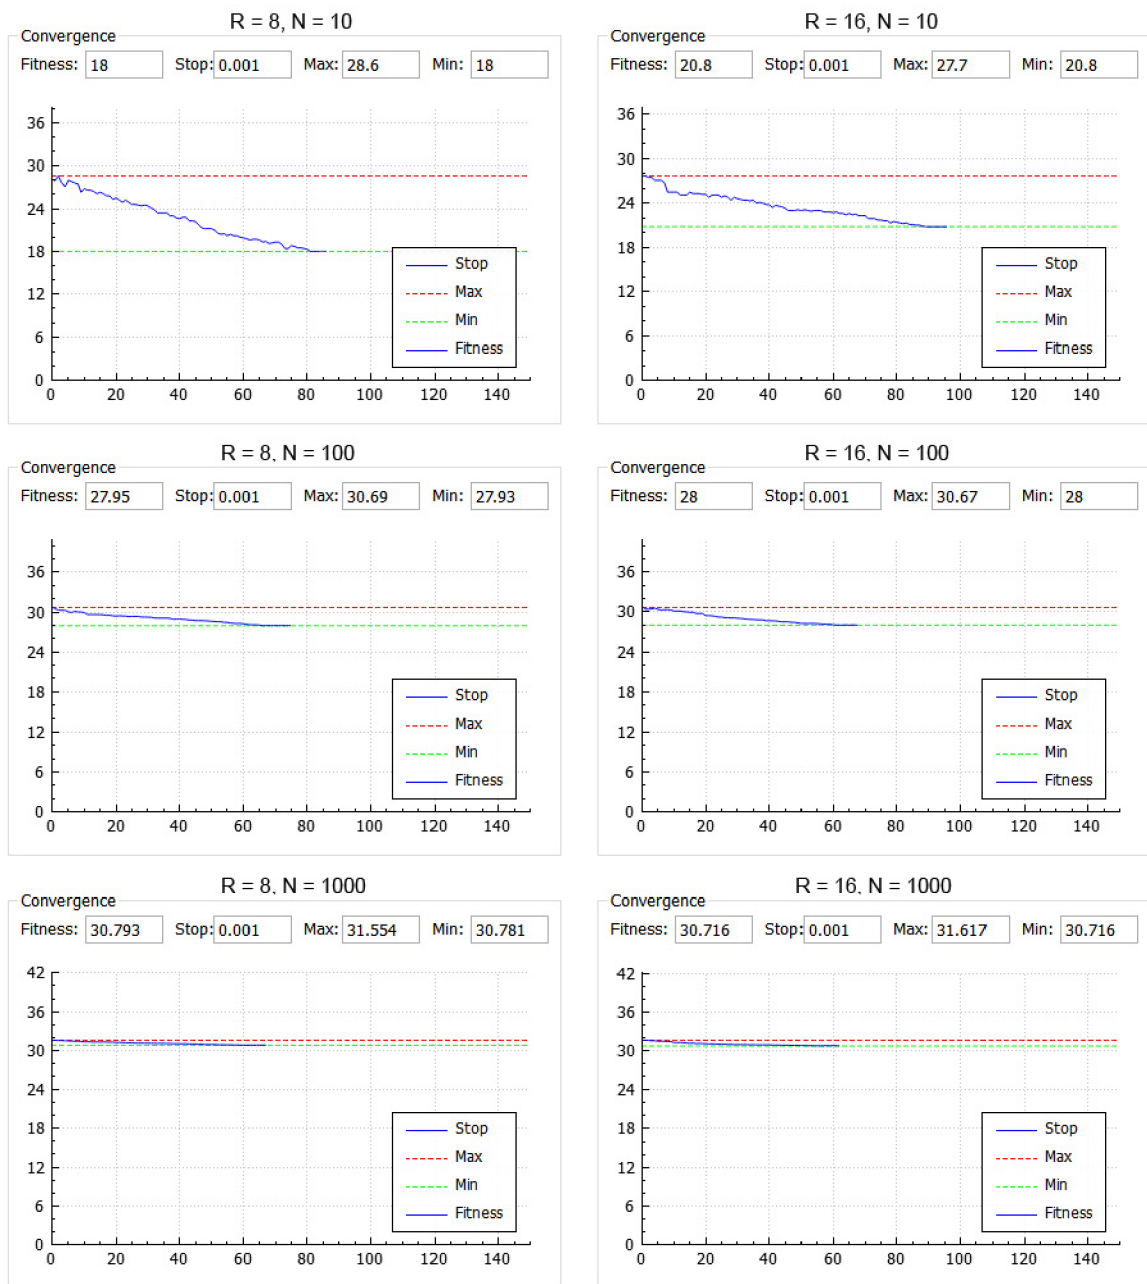 R = 8, N = 10
Convergence
Fitness: 18 Stop: 0.001 Max: 28.6 Min: 18
36
30
24
18
12
6
0
0 20 40 60 80 100 120 140
Stop
Max
Min
Fitness
R = 16, N = 10
Convergence
Fitness: 20.8 Stop: 0.001 Max: 27.7 Min: 20.8
36
30
24
18
12
6
0
0 20 40 60 80 100 120 140
Stop
Max
Min
Fitness
R = 8, N = 100
Convergence
Fitness: 27.95 Stop: 0.001 Max: 30.69 Min: 27.93
36
30
24
18
12
6
0
0 20 40 60 80 100 120 140
Stop
Max
Min
Fitness
R = 16, N = 100
Convergence
Fitness: 28 Stop: 0.001 Max: 30.67 Min: 28
36
30
24
18
12
6
0
0 20 40 60 80 100 120 140
Stop
Max
Min
Fitness
R = 8, N = 1000
Convergence
Fitness: 30.793 Stop: 0.001 Max: 31.554 Min: 30.781
42
36
30
24
18
12
6
0
0 20 40 60 80 100 120 140
Stop
Max
Min
Fitness
R = 16, N = 1000
Convergence
Fitness: 30.716 Stop: 0.001 Max: 31.617 Min: 30.716
42
36
30
24
18
12
6
0
0 20 40 60 80 100 120 140
Stop
Max
Min
Fitness